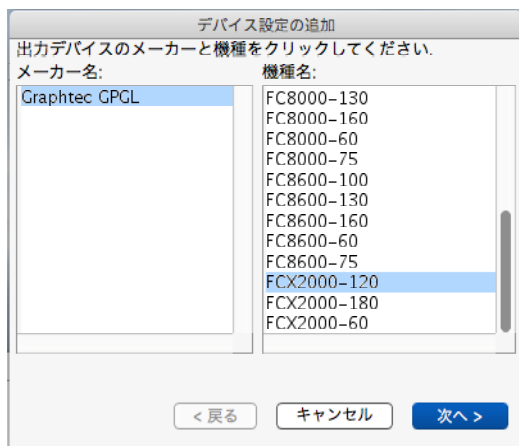 デバイス設定の追加
出力デバイスのメーカーと機種をクリックしてください.
メーカー名:
機種名:
Graphtec GPGL
FC8000-130
FC8000-160
FC8000-60
FC8000-75
FC8600-100
FC8600-130
FC8600-160
FC8600-60
FC8600-75
FCX2000-120
FCX2000-180
FCX2000-60
< 戻る
キャンセル
次へ >